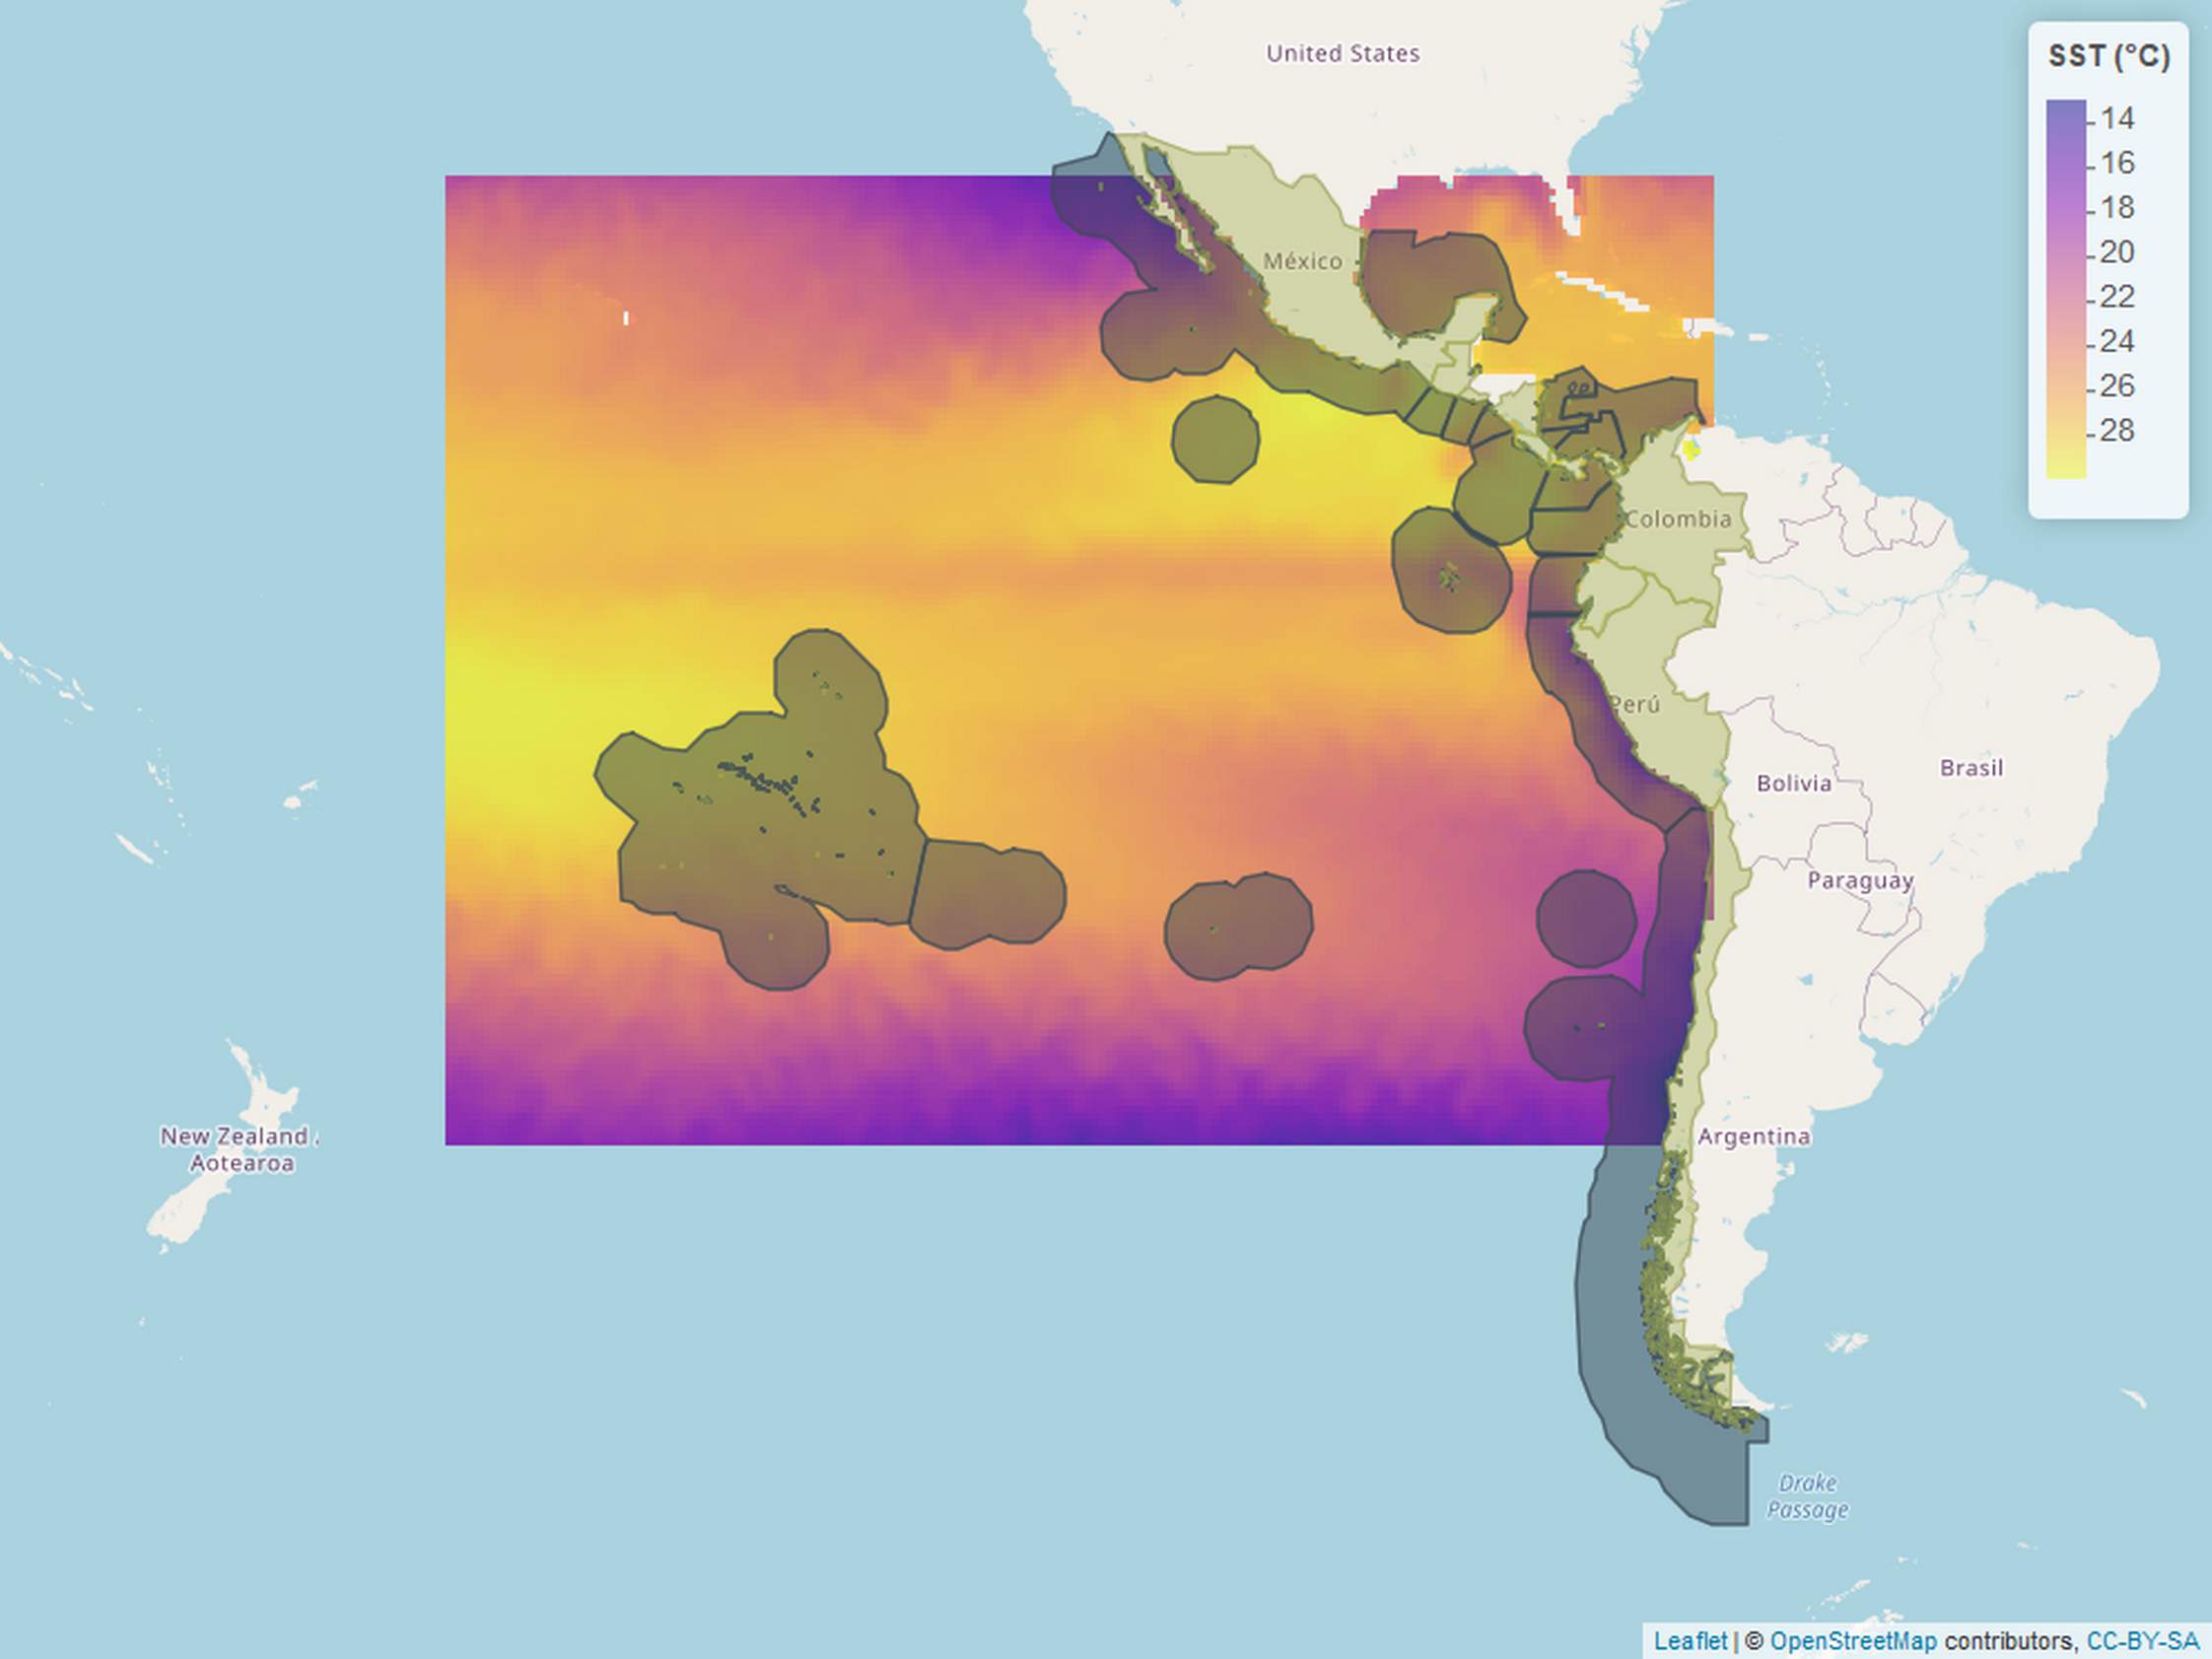 United States
SST (°C)
14
16
18
20
22
24
26
28
México
Colombia
Perú
Bolivia
Brasil
Paraguay
New Zealand
Aotearoa
Argentina
Drake
Passage
Leaflet | © OpenStreetMap contributors, CC-BY-SA